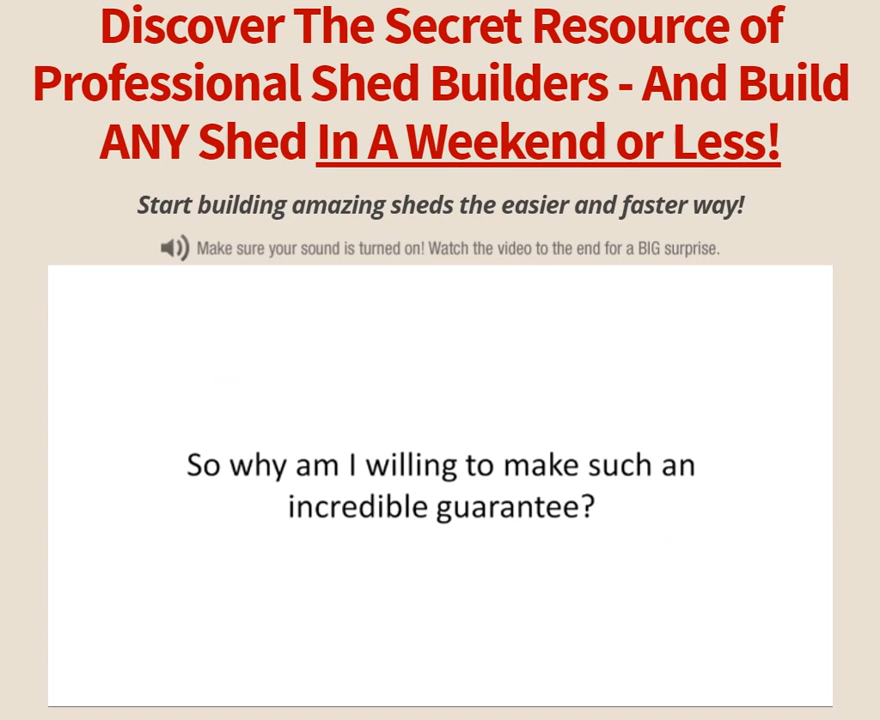 Discover The Secret Resource of
Professional Shed Builders - And Build
ANY Shed In A Weekend or Less!
Start building amazing sheds the easier and faster way!
Make sure your sound is turned on! Watch the video to the end for a BIG surprise.
So why am I willing to make such an
incredible guarantee?